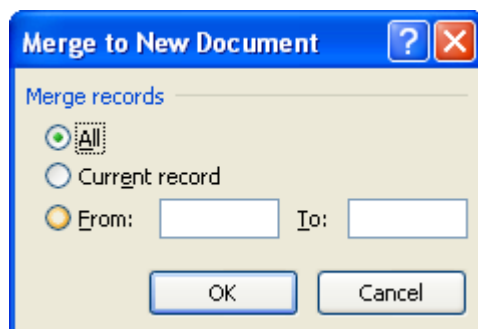 Merge to New Document ?
Merge records
All
Current record
From: To:
OK Cancel